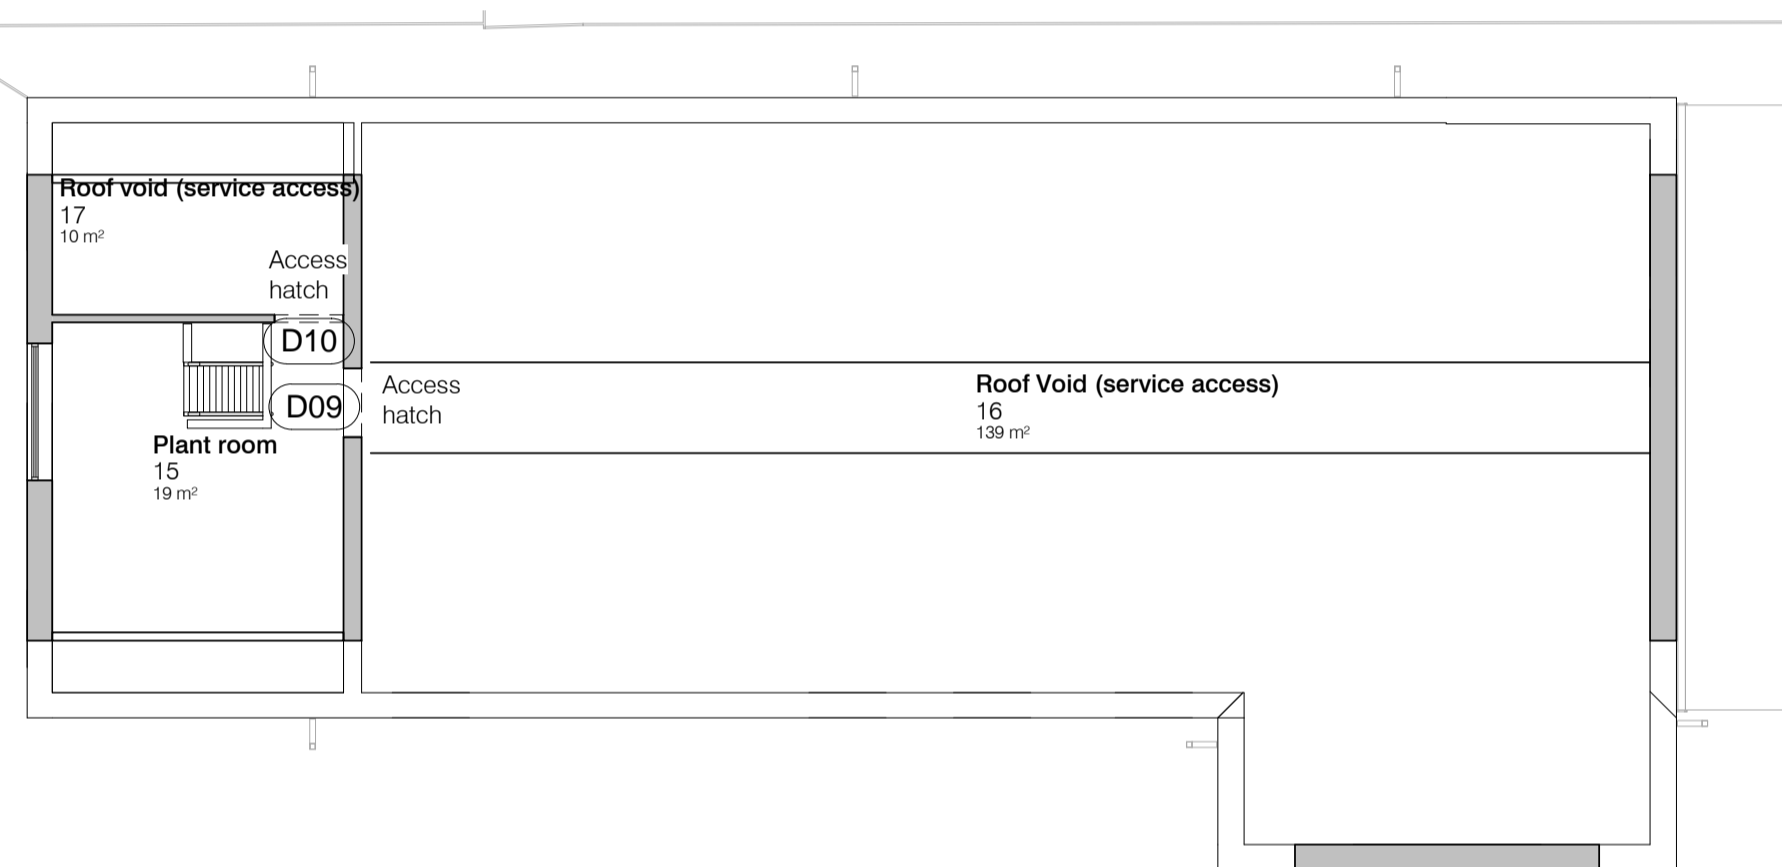 Roof void (service access)
17
10 m²
Access
hatch
D10
D09
Access
hatch
Plant room
15
19 m²
Roof Void (service access)
16
139 m²